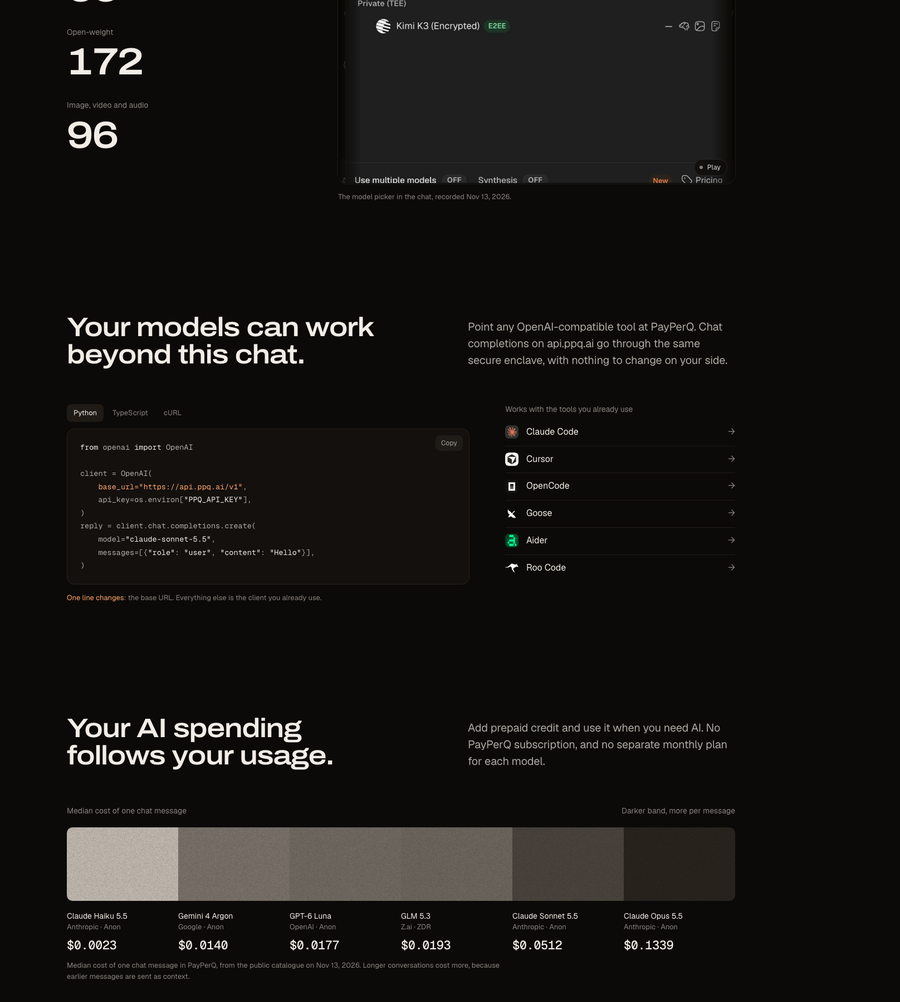 Private (TEE)
Kimi K3 (Encrypted) E2EE
Open-weight
172
Image, video and audio
96
Play
Use multiple models OFF Synthesis OFF New Pricing
The model picker in the chat, recorded Nov 13, 2026.
Your models can work
beyond this chat.
Point any OpenAI-compatible tool at PayPerQ. Chat
completions on api.ppq.ai go through the same
secure enclave, with nothing to change on your side.
Python TypeScript cURL
Copy
from openai import OpenAI
client = OpenAI(
    base_url="https://api.ppq.ai/v1",
    api_key=os.environ["PPQ_API_KEY"],
)
reply = client.chat.completions.create(
    model="claude-sonnet-5.5",
    messages=[{"role": "user", "content": "Hello"}],
)
One line changes: the base URL. Everything else is the client you already use.
Works with the tools you already use
Claude Code →
Cursor →
OpenCode →
Goose →
Aider →
Roo Code →
Your AI spending
follows your usage.
Add prepaid credit and use it when you need AI. No
PayPerQ subscription, and no separate monthly plan
for each model.
Median cost of one chat message
Darker band, more per message
Claude Haiku 5.5
Anthropic · Anon
$0.0023
Gemini 4 Argon
Google · Anon
$0.0140
GPT-6 Luna
OpenAI · Anon
$0.0177
GLM 5.3
Z.ai · ZDR
$0.0193
Claude Sonnet 5.5
Anthropic · Anon
$0.0512
Claude Opus 5.5
Anthropic · Anon
$0.1339
Median cost of one chat message in PayPerQ, from the public catalogue on Nov 13, 2026. Longer conversations cost more, because
earlier messages are sent as context.